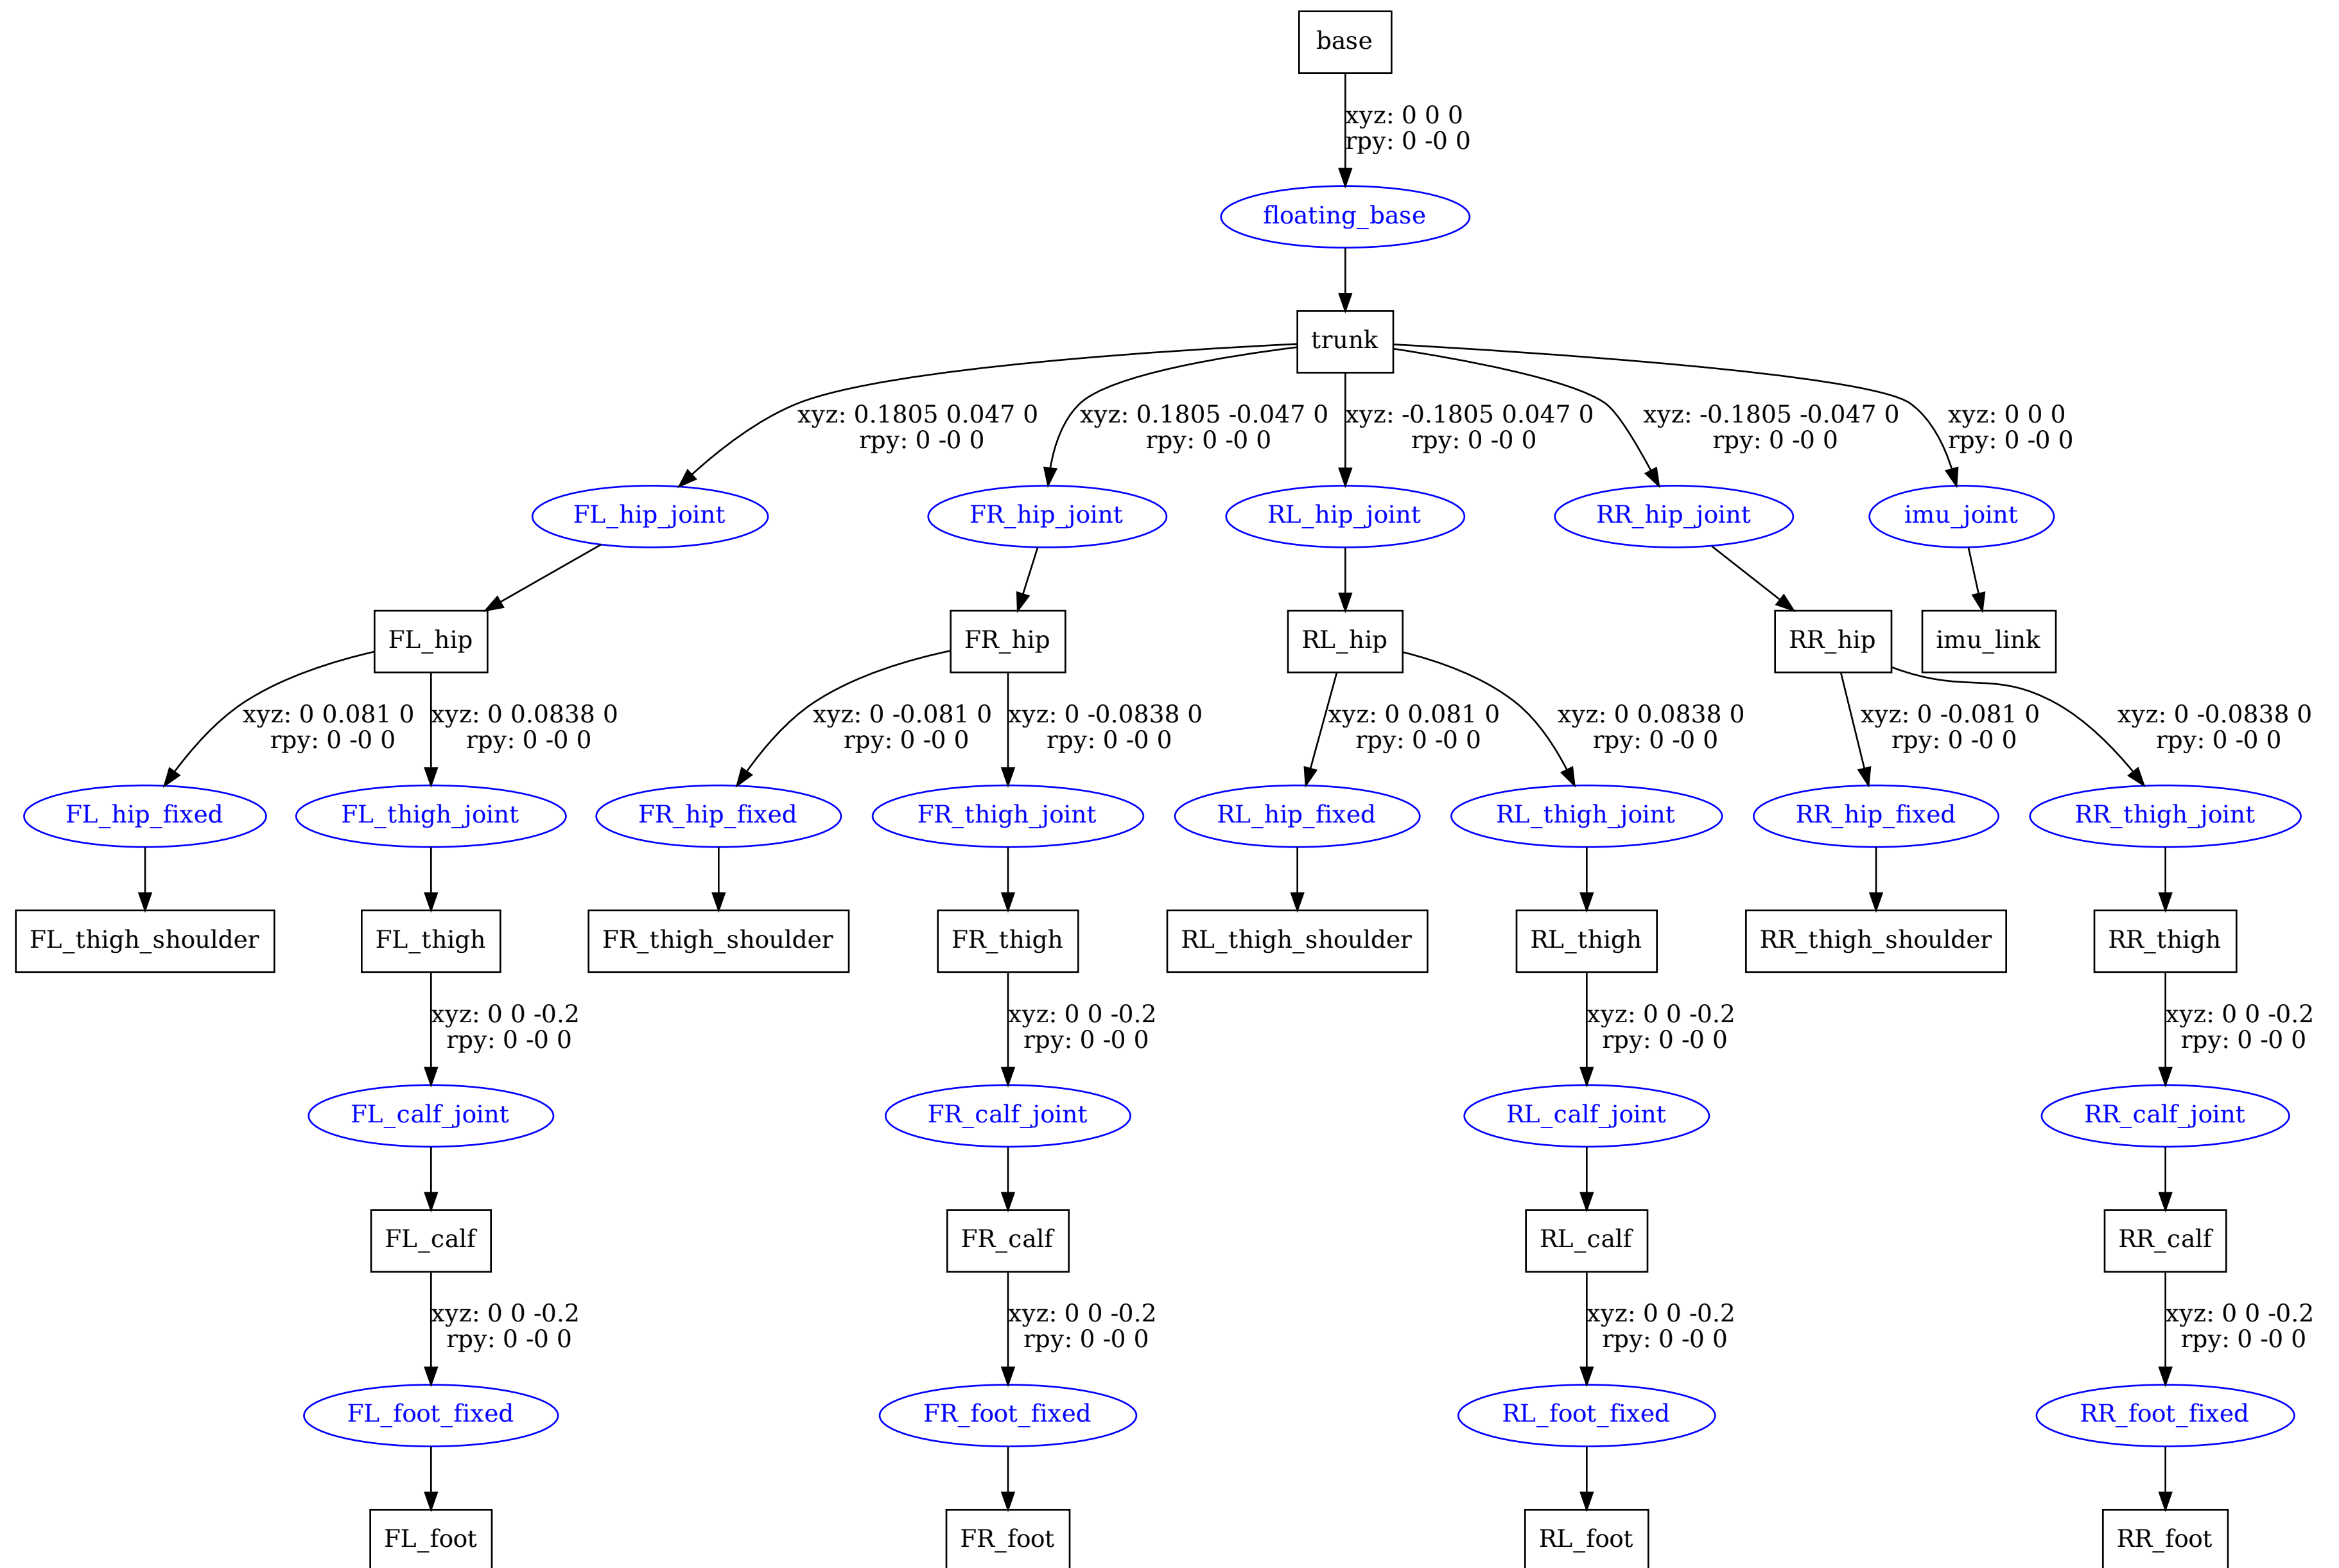 base
xyz: 0 0 0
rpy: 0 -0 0
floating_base
trunk
xyz: 0.1805 0.047 0
rpy: 0 -0 0
xyz: 0.1805 -0.047 0
rpy: 0 -0 0
xyz: -0.1805 0.047 0
rpy: 0 -0 0
xyz: -0.1805 -0.047 0
rpy: 0 -0 0
xyz: 0 0 0
rpy: 0 -0 0
FL_hip_joint
FR_hip_joint
RL_hip_joint
RR_hip_joint
imu_joint
FL_hip
FR_hip
RL_hip
RR_hip
imu_link
xyz: 0 0.081 0
rpy: 0 -0 0
xyz: 0 0.0838 0
rpy: 0 -0 0
xyz: 0 -0.081 0
rpy: 0 -0 0
xyz: 0 -0.0838 0
rpy: 0 -0 0
xyz: 0 0.081 0
rpy: 0 -0 0
xyz: 0 0.0838 0
rpy: 0 -0 0
xyz: 0 -0.081 0
rpy: 0 -0 0
xyz: 0 -0.0838 0
rpy: 0 -0 0
FL_hip_fixed
FL_thigh_joint
FR_hip_fixed
FR_thigh_joint
RL_hip_fixed
RL_thigh_joint
RR_hip_fixed
RR_thigh_joint
FL_thigh_shoulder
FL_thigh
FR_thigh_shoulder
FR_thigh
RL_thigh_shoulder
RL_thigh
RR_thigh_shoulder
RR_thigh
xyz: 0 0 -0.2
rpy: 0 -0 0
xyz: 0 0 -0.2
rpy: 0 -0 0
xyz: 0 0 -0.2
rpy: 0 -0 0
xyz: 0 0 -0.2
rpy: 0 -0 0
FL_calf_joint
FR_calf_joint
RL_calf_joint
RR_calf_joint
FL_calf
FR_calf
RL_calf
RR_calf
xyz: 0 0 -0.2
rpy: 0 -0 0
xyz: 0 0 -0.2
rpy: 0 -0 0
xyz: 0 0 -0.2
rpy: 0 -0 0
xyz: 0 0 -0.2
rpy: 0 -0 0
FL_foot_fixed
FR_foot_fixed
RL_foot_fixed
RR_foot_fixed
FL_foot
FR_foot
RL_foot
RR_foot